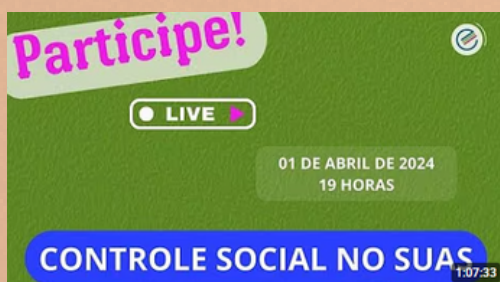 Participe!
LIVE
01 DE ABRIL DE 2024
19 HORAS
CONTROLE SOCIAL NO SUAS
1:07:33